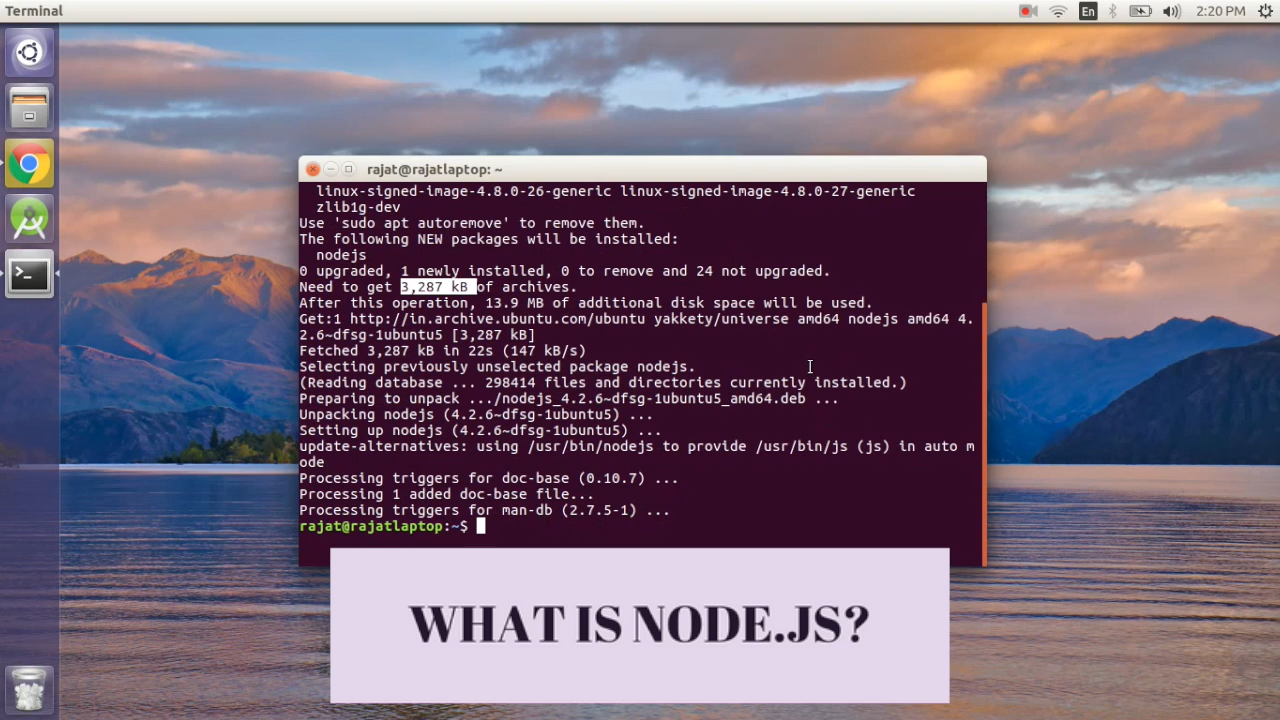 Terminal
En
2:20 PM
rajat@rajatlaptop: ~
linux-signed-image-4.8.0-26-generic linux-signed-image-4.8.0-27-generic
zlib1g-dev
Use 'sudo apt autoremove' to remove them.
The following NEW packages will be installed:
nodejs
0 upgraded, 1 newly installed, 0 to remove and 24 not upgraded.
Need to get 3,287 kB of archives.
After this operation, 13.9 MB of additional disk space will be used.
Get:1 http://in.archive.ubuntu.com/ubuntu yakkety/universe amd64 nodejs amd64 4.
2.6~dfsg-1ubuntu5 [3,287 kB]
Fetched 3,287 kB in 22s (147 kB/s)
Selecting previously unselected package nodejs.
(Reading database ... 298414 files and directories currently installed.)
Preparing to unpack .../nodejs_4.2.6~dfsg-1ubuntu5_amd64.deb ...
Unpacking nodejs (4.2.6~dfsg-1ubuntu5) ...
Setting up nodejs (4.2.6~dfsg-1ubuntu5) ...
update-alternatives: using /usr/bin/nodejs to provide /usr/bin/js (js) in auto m
ode
Processing triggers for doc-base (0.10.7) ...
Processing 1 added doc-base file...
Processing triggers for man-db (2.7.5-1) ...
rajat@rajatlaptop:~$
WHAT IS NODE.JS?